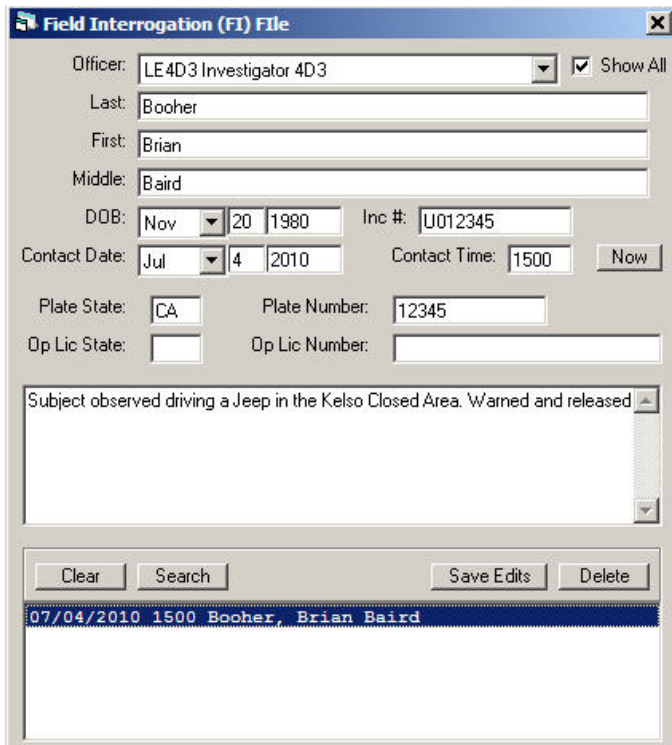 Field Interrogation (FI) FIle
Officer: LE4D3 Investigator 4D3 Show All
Last: Booher
First: Brian
Middle: Baird
DOB: Nov 20 1980 Inc #: U012345
Contact Date: Jul 4 2010 Contact Time: 1500 Now
Plate State: CA Plate Number: 12345
Op Lic State: Op Lic Number:
Subject observed driving a Jeep in the Kelso Closed Area. Warned and released
Clear Search Save Edits Delete
07/04/2010 1500 Booher, Brian Baird